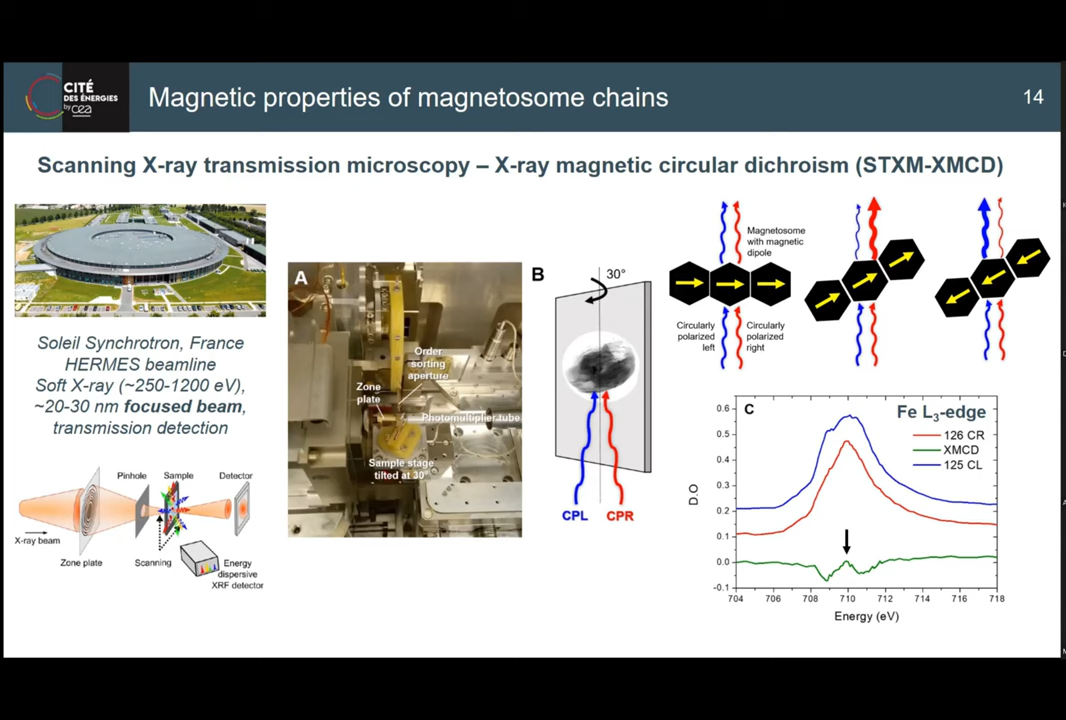 CITÉ
DES ÉNERGIES
by cea
Magnetic properties of magnetosome chains
14
Scanning X-ray transmission microscopy – X-ray magnetic circular dichroism (STXM-XMCD)
Soleil Synchrotron, France
HERMES beamline
Soft X-ray (~250-1200 eV),
~20-30 nm focused beam,
transmission detection
Pinhole
Sample
Detector
X-ray beam
Zone plate
Scanning
Energy
dispersive
XRF detector
A
Order
sorting
aperture
Zone
plate
Photomultiplier tube
Sample stage
tilted at 30°
B
30°
CPL
CPR
Magnetosome
with magnetic
dipole
Circularly
polarized
left
Circularly
polarized
right
C
Fe L3-edge
126 CR
XMCD
125 CL
D.O
0.6
0.5
0.4
0.3
0.2
0.1
0.0
-0.1
704 706 708 710 712 714 716 718
Energy (eV)